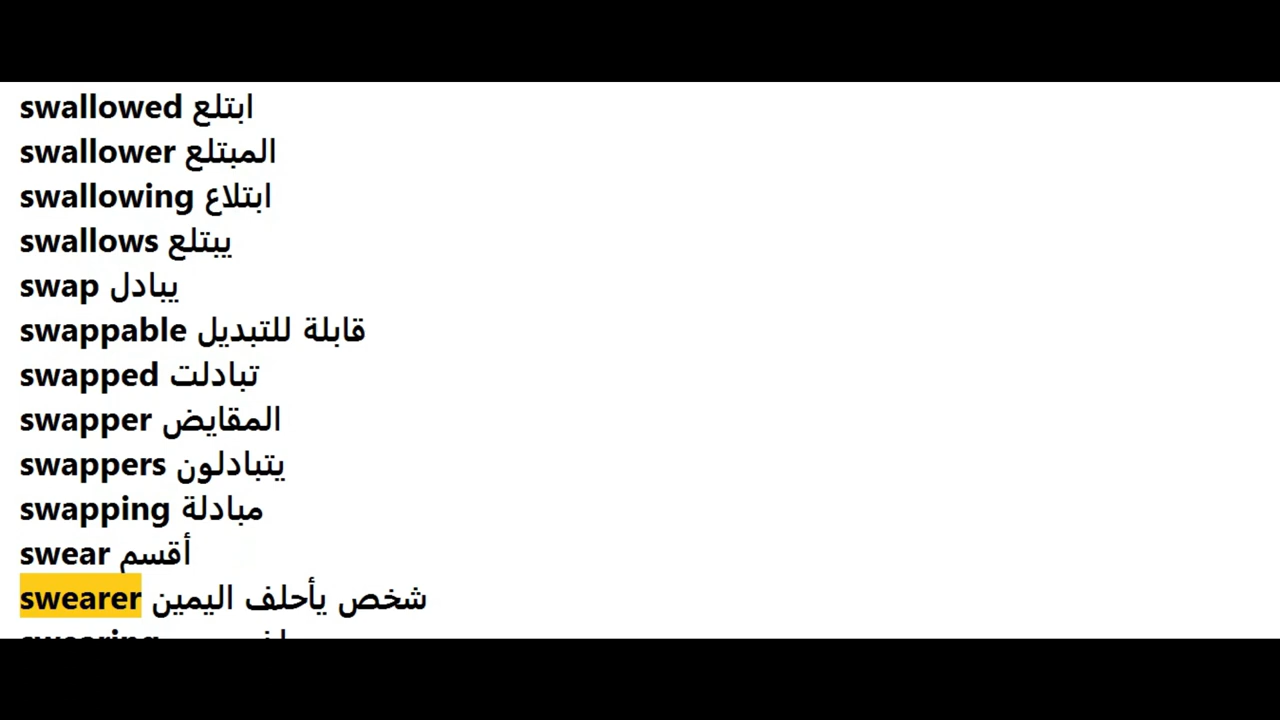 swallowed ابتلع
swallower المبتلع
swallowing ابتلاع
swallows يبتلع
swap يبادل
swappable قابلة للتبديل
swapped تبادلت
swapper المقايض
swappers يتبادلون
swapping مبادلة
swear أقسم
swearer شخص يأحلف اليمين
swearing